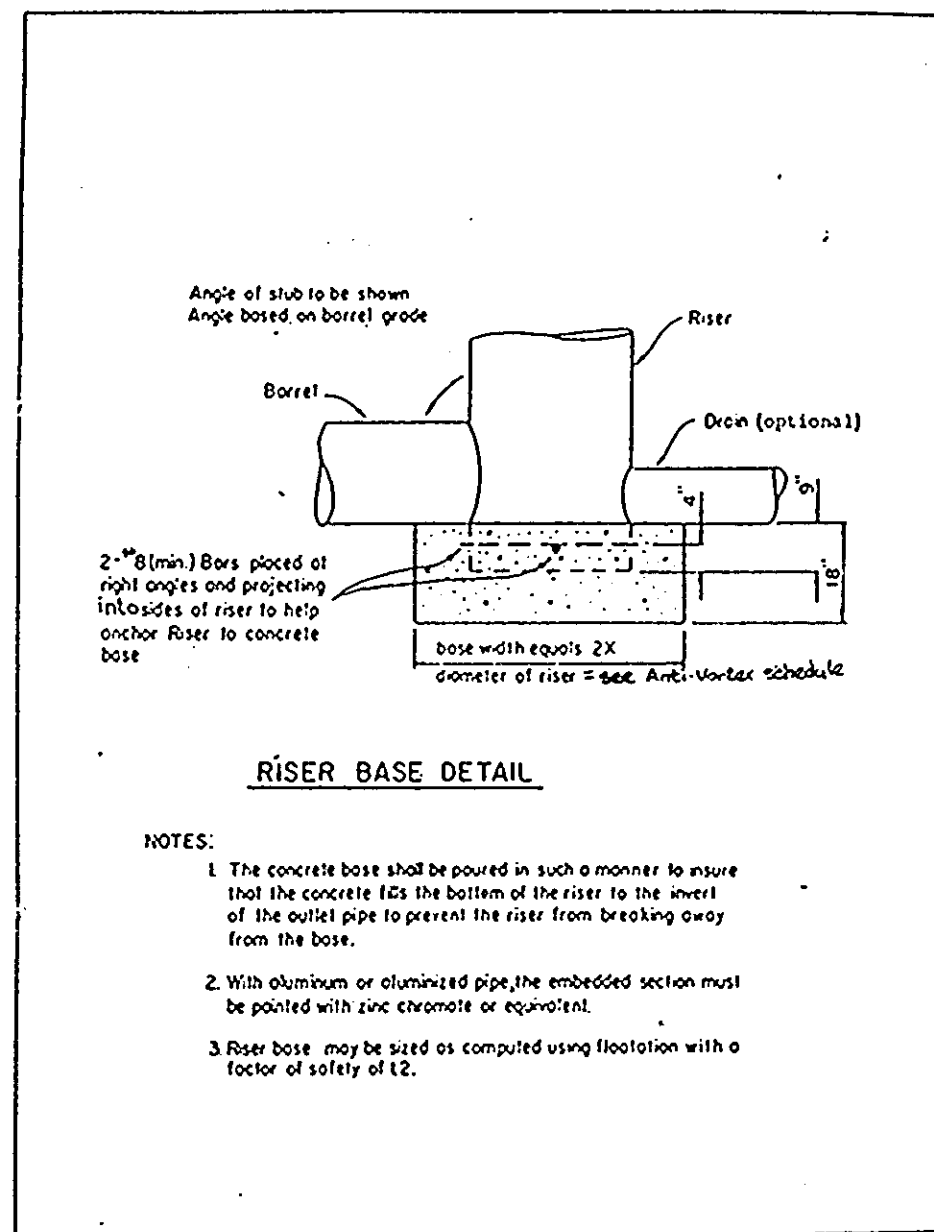 Angle of stub to be shown
Angle based on barrel grade
Riser
Barrel
Drain (optional)
4"
9"
18"
2-#8 (min.) Bars placed at
right angles and projecting
into sides of riser to help
anchor Riser to concrete
base
base width equals 2X
diameter of riser = see Anti-Vortex schedule
RISER BASE DETAIL
NOTES:
1. The concrete base shall be poured in such a manner to insure
that the concrete fills the bottom of the riser to the invert
of the outlet pipe to prevent the riser from breaking away
from the base.
2. With aluminum or aluminized pipe, the embedded section must
be painted with zinc chromate or equivalent.
3. Riser base may be sized as computed using floatation with a
factor of safety of 1.2.